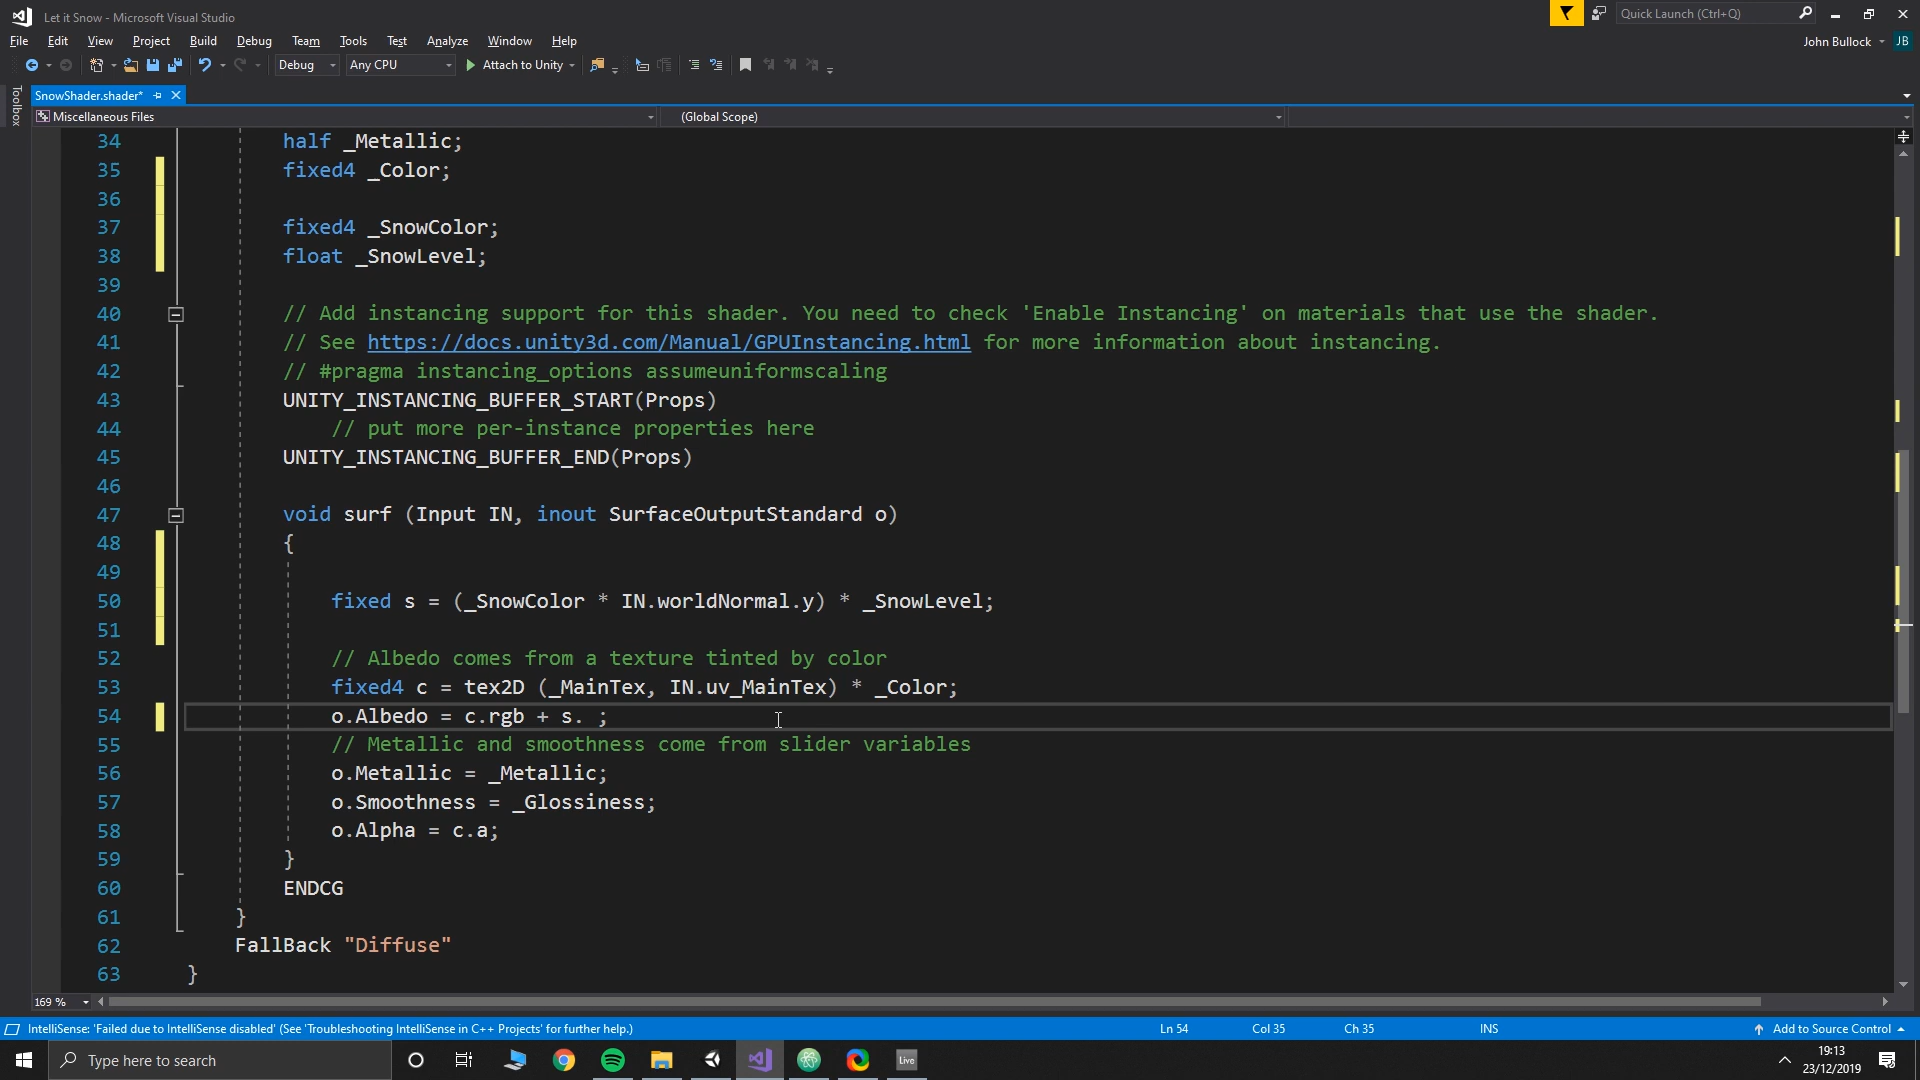 Let it Snow - Microsoft Visual Studio
Quick Launch (Ctrl+Q)
File Edit View Project Build Debug Team Tools Test Analyze Window Help
John Bullock JB
Debug Any CPU Attach to Unity
Toolbox
SnowShader.shader*
Miscellaneous Files (Global Scope)
34 half _Metallic;
35 fixed4 _Color;
36
37 fixed4 _SnowColor;
38 float _SnowLevel;
39
40 // Add instancing support for this shader. You need to check 'Enable Instancing' on materials that use the shader.
41 // See https://docs.unity3d.com/Manual/GPUInstancing.html for more information about instancing.
42 // #pragma instancing_options assumeuniformscaling
43 UNITY_INSTANCING_BUFFER_START(Props)
44 // put more per-instance properties here
45 UNITY_INSTANCING_BUFFER_END(Props)
46
47 void surf (Input IN, inout SurfaceOutputStandard o)
48 {
49
50 fixed s = (_SnowColor * IN.worldNormal.y) * _SnowLevel;
51
52 // Albedo comes from a texture tinted by color
53 fixed4 c = tex2D (_MainTex, IN.uv_MainTex) * _Color;
54 o.Albedo = c.rgb + s. ;
55 // Metallic and smoothness come from slider variables
56 o.Metallic = _Metallic;
57 o.Smoothness = _Glossiness;
58 o.Alpha = c.a;
59 }
60 ENDCG
61 }
62 FallBack "Diffuse"
63 }
169 %
IntelliSense: 'Failed due to IntelliSense disabled' (See 'Troubleshooting IntelliSense in C++ Projects' for further help.) Ln 54 Col 35 Ch 35 INS Add to Source Control
Type here to search
Live
19:13
23/12/2019